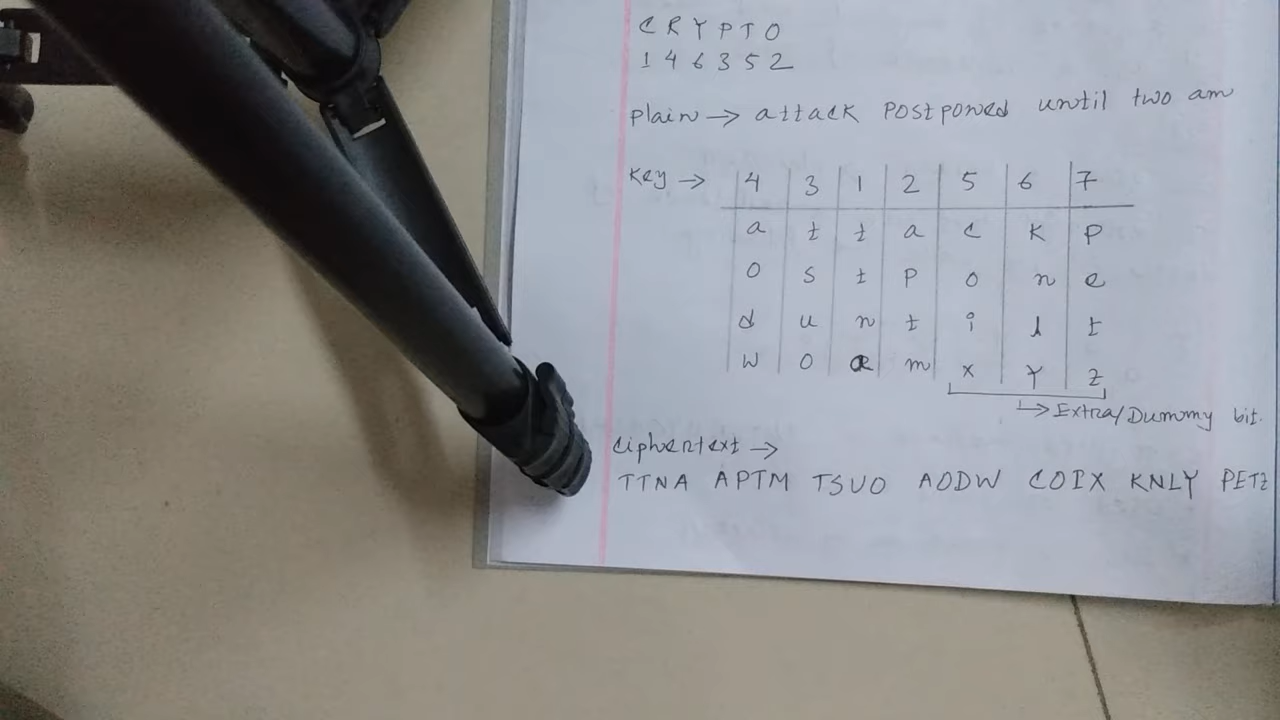 CRYPTO
146352
Plain → attack postponed until two am
Key → 4 3 1 2 5 6 7
a t t a c k p
o s t p o n e
d u n t i l t
w o a m x y z
→ Extra/Dummy bit.
Ciphertext →
TTNA APTM TSUO AODW COIX KNLY PETZ